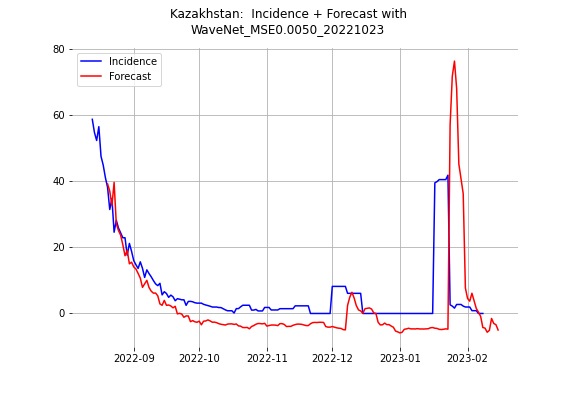 Kazakhstan:  Incidence + Forecast with
WaveNet_MSE0.0050_20221023
Incidence
Forecast
80
60
40
20
0
2022-09
2022-10
2022-11
2022-12
2023-01
2023-02